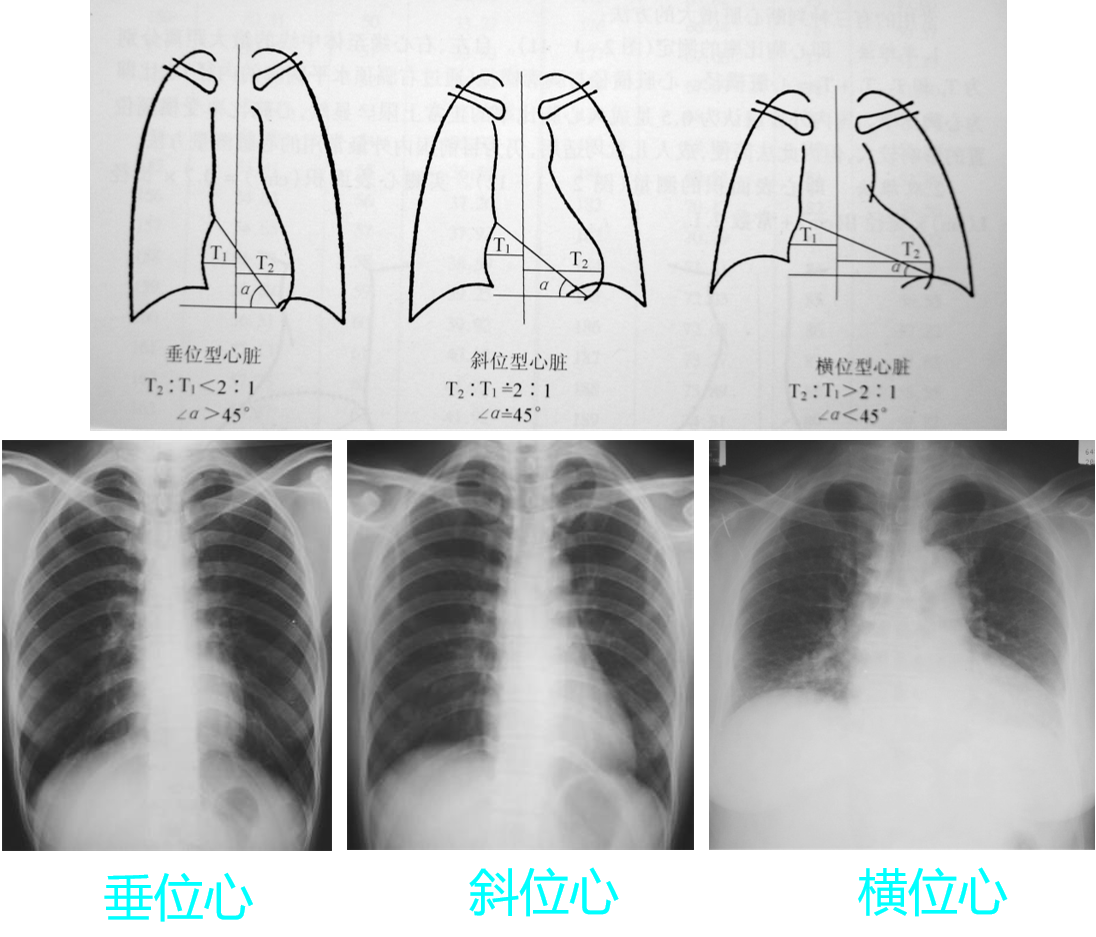 T₁
T₂
α
T₁
T₂
α
T₁
T₂
α
垂位型心脏
T₂∶T₁<2∶1
∠α>45°
斜位型心脏
T₂∶T₁≐2∶1
∠α≐45°
横位型心脏
T₂∶T₁>2∶1
∠α<45°
垂位心
斜位心
横位心